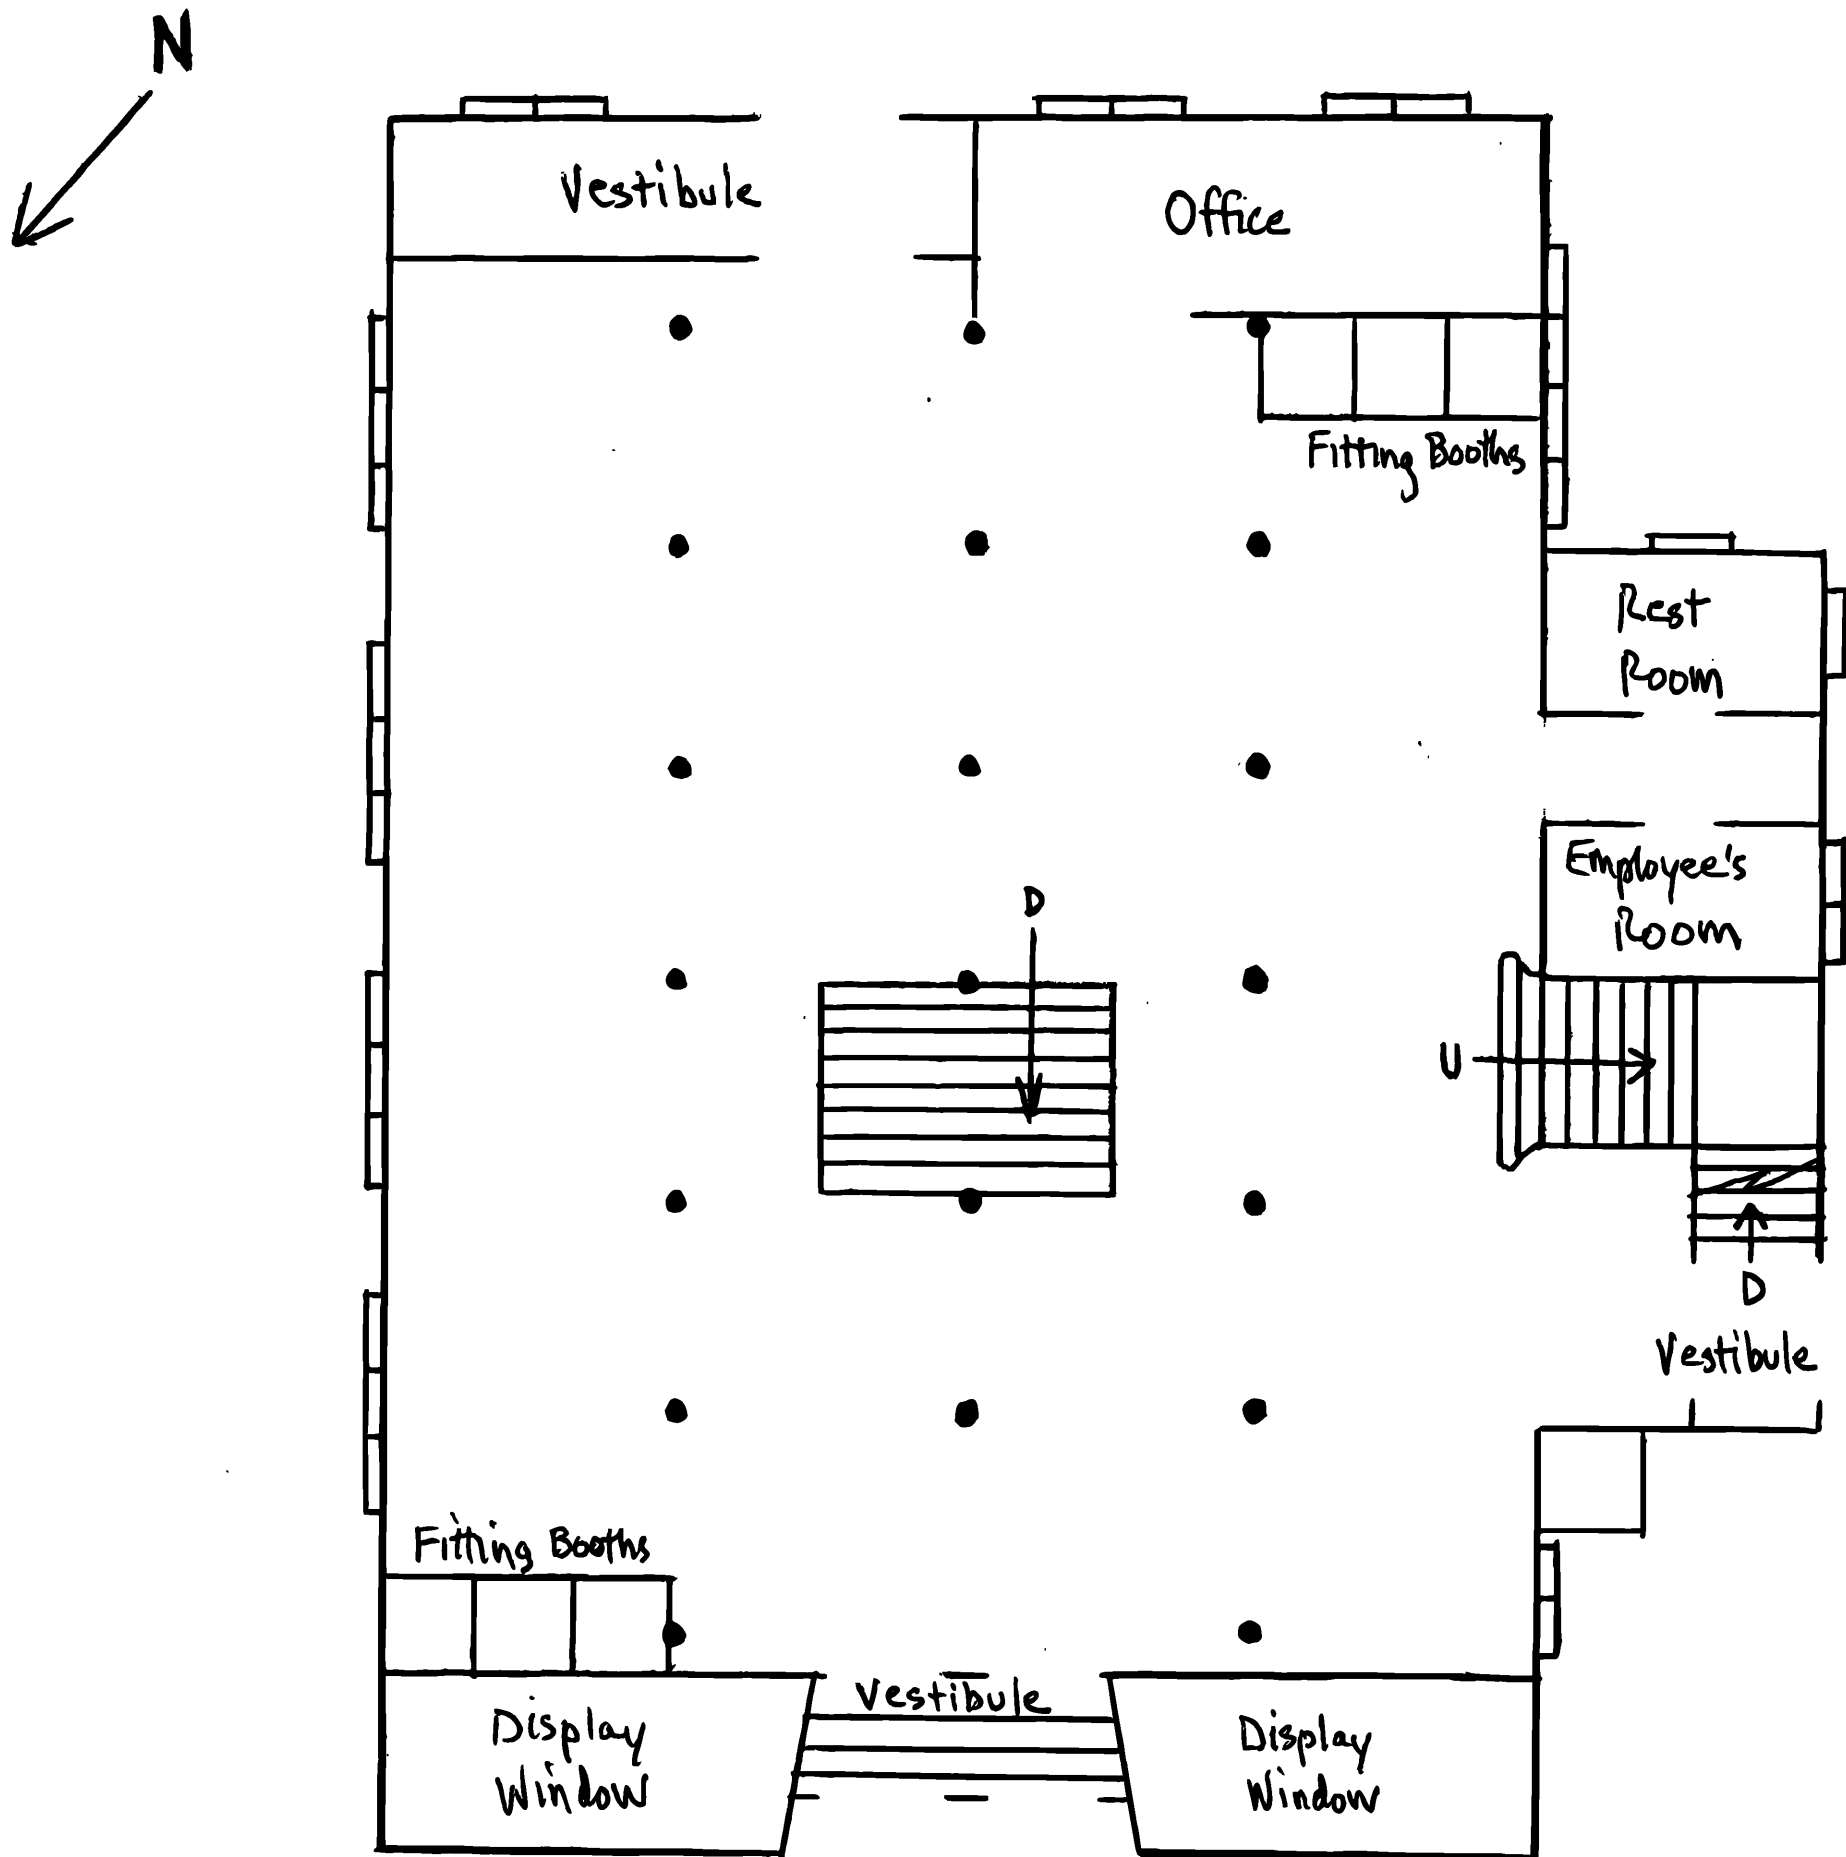 N
Vestibule
Office
Fitting Booths
Rest
Room
Employee's
Room
D
U
D
Vestibule
Fitting Booths
Vestibule
Display
Window
Display
Window